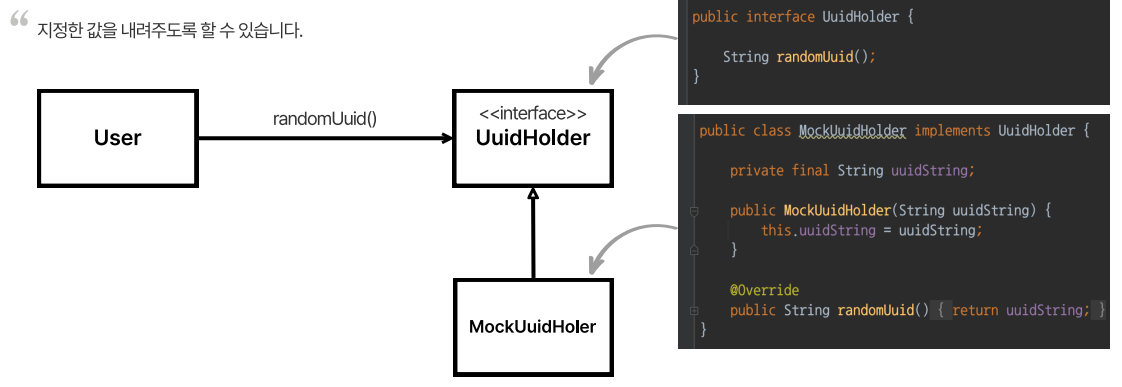 “ 지정한 값을 내려주도록 할 수 있습니다.
User
randomUuid()
<<interface>>
UuidHolder
MockUuidHoler
public interface UuidHolder {
String randomUuid();
}
public class MockUuidHolder implements UuidHolder {
private final String uuidString;
public MockUuidHolder(String uuidString) {
this.uuidString = uuidString;
}
@Override
public String randomUuid() { return uuidString; }
}